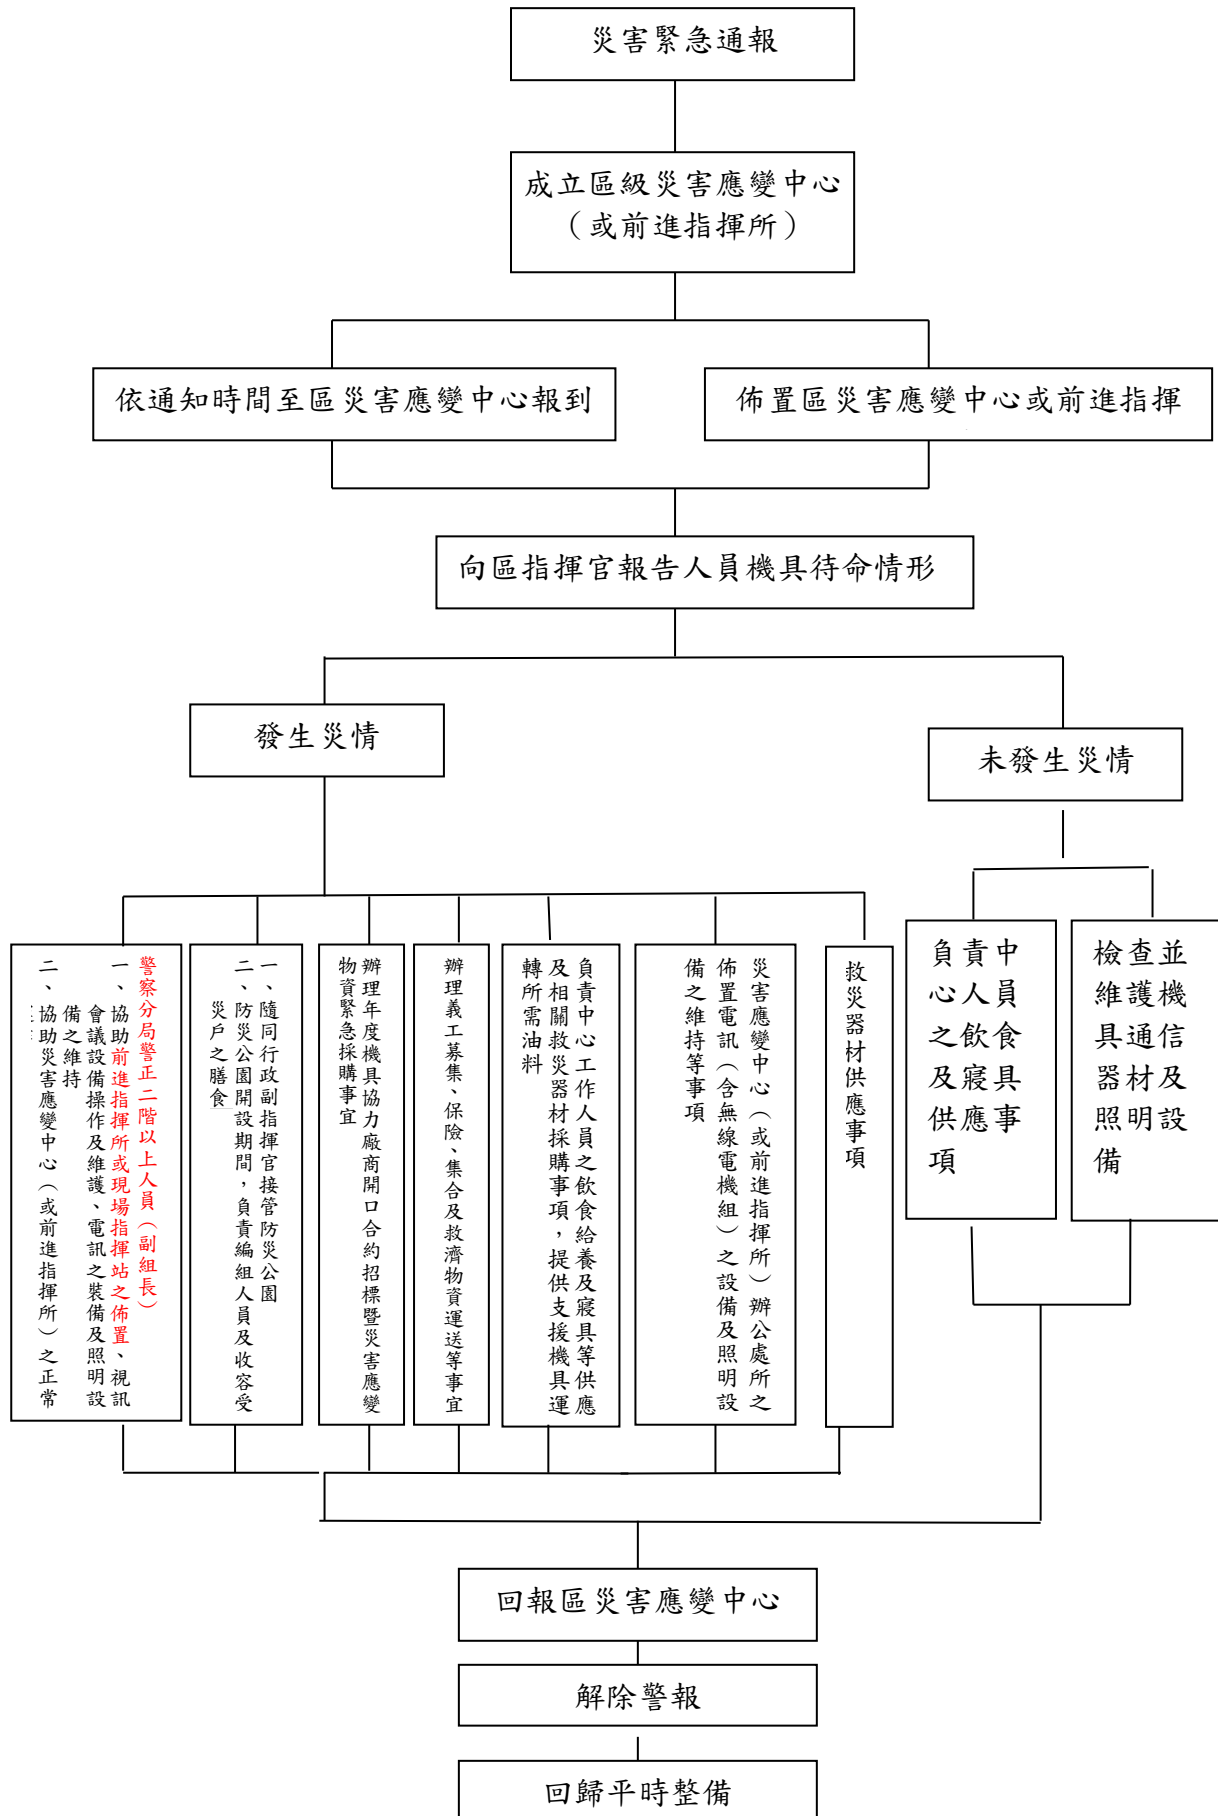 災害緊急通報
成立區級災害應變中心
（或前進指揮所）
依通知時間至區災害應變中心報到
佈置區災害應變中心或前進指揮
向區指揮官報告人員機具待命情形
發生災情
未發生災情
警察分局警正二階以上人員（副組長）
一、協助前進指揮所或現場指揮站之佈置、視訊
會議設備操作及維護、電訊之裝備及照明設
備之維持
二、協助災害應變中心（或前進指揮所）之正常
一、隨同行政副指揮官接管防災公園
二、防災公園開設期間，負責編組人員及收容受
災戶之膳食
辦理年度機具協力廠商開口合約招標暨災害應變
物資緊急採購事宜
辦理義工募集、保險、集合及救濟物資運送等事宜
負責中心工作人員之飲食給養及寢具等供應
及相關救災器材採購事項，提供支援機具運
轉所需油料
災害應變中心（或前進指揮所）辦公處所之
佈置電訊（含無線電機組）之設備及照明設
備之維持等事項
救災器材供應事項
負責中
心人員
之飲食
及寢具
供應事
項
檢查並
維護機
具通信
器材及
照明設
備
回報區災害應變中心
解除警報
回歸平時整備